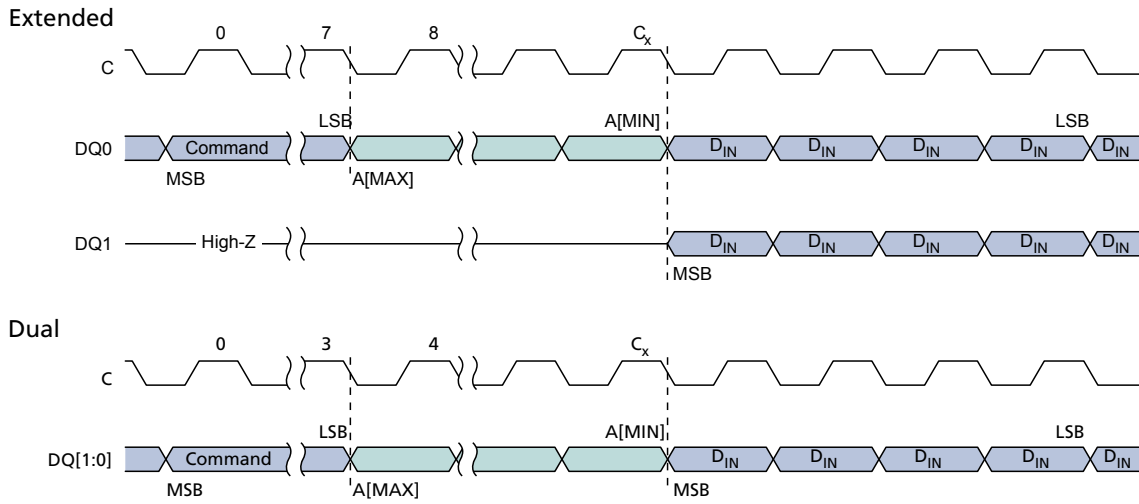 Extended
0 7 8 Cx
C
LSB A[MIN] LSB
DQ0 Command DIN DIN DIN DIN DIN
MSB A[MAX]
DQ1 High-Z DIN DIN DIN DIN DIN
MSB
Dual
0 3 4 Cx
C
LSB A[MIN] LSB
DQ[1:0] Command DIN DIN DIN DIN DIN
MSB A[MAX] MSB